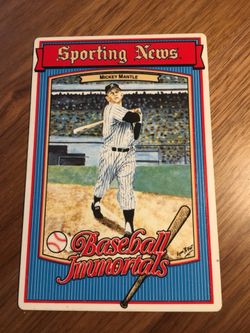 Sporting News
MICKEY MANTLE
Baseball
Immortals